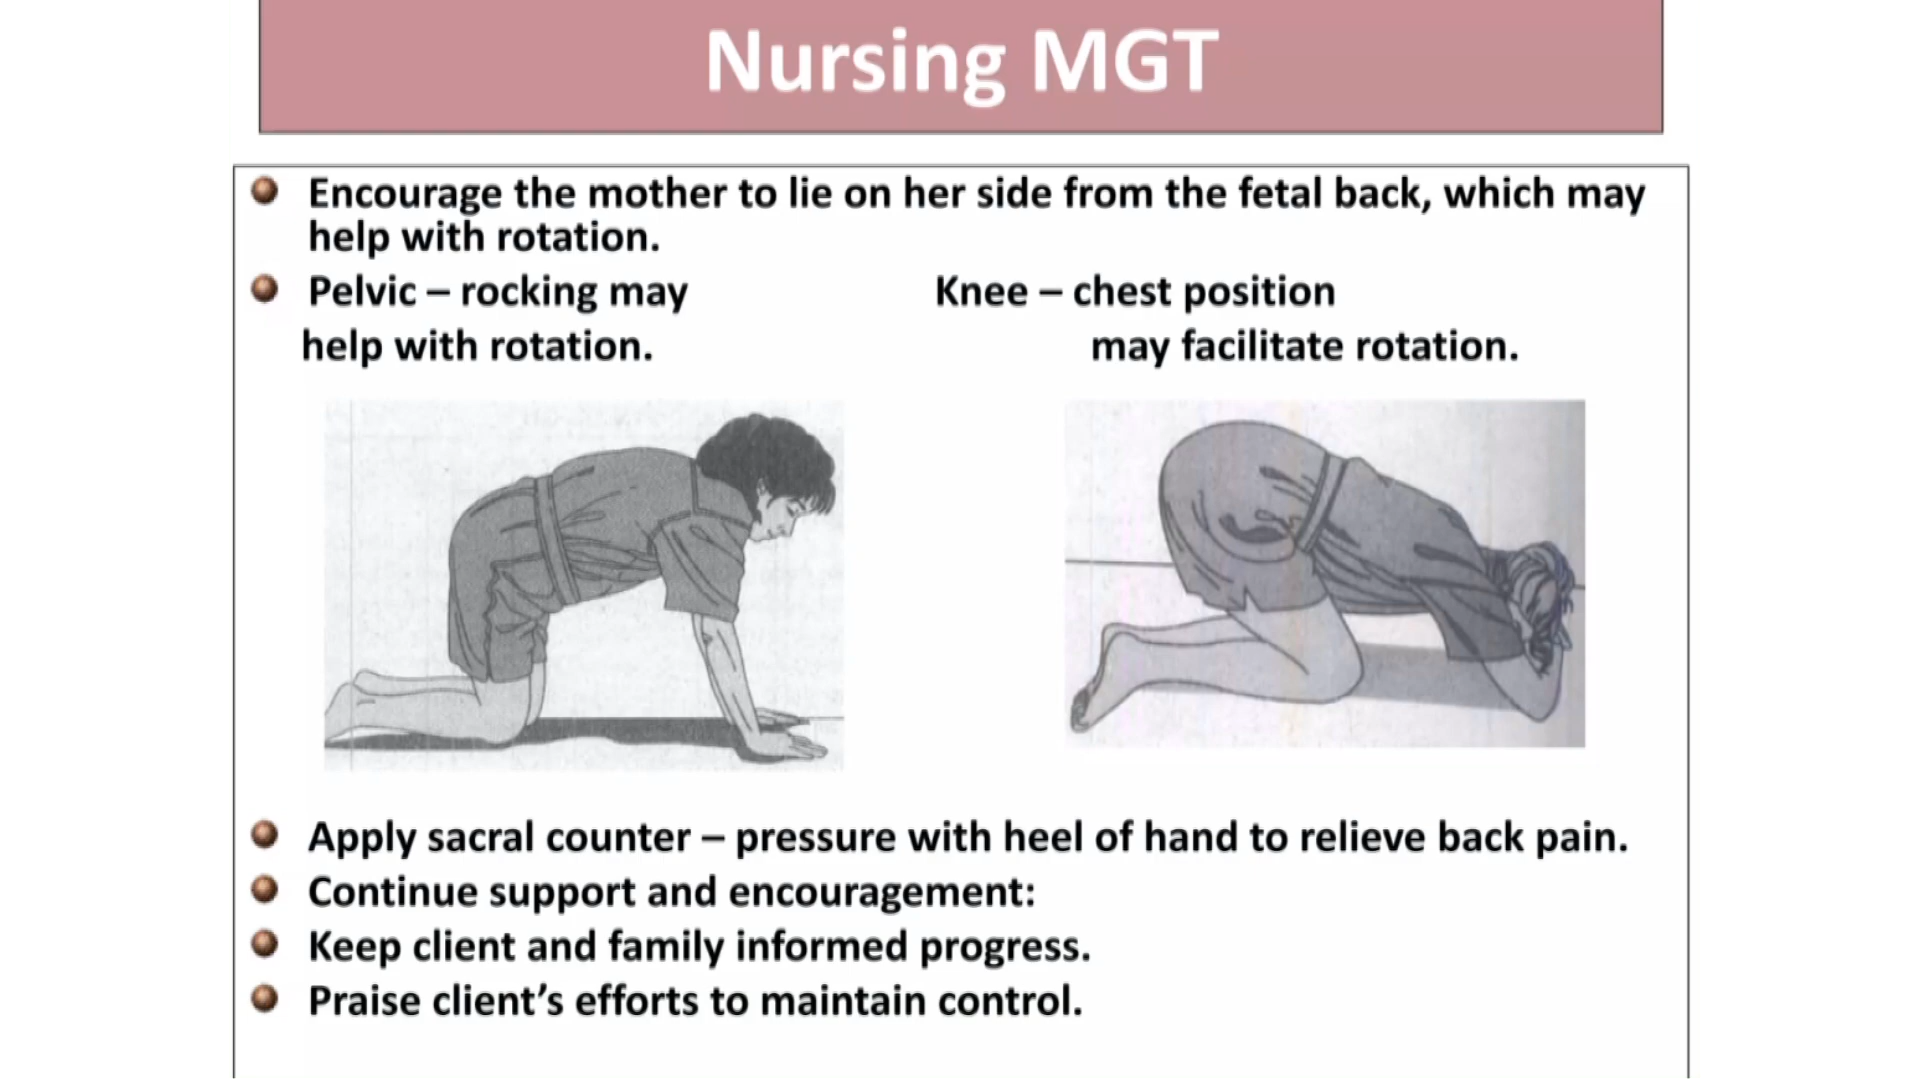 Nursing MGT
Encourage the mother to lie on her side from the fetal back, which may
help with rotation.
Pelvic – rocking may Knee – chest position
help with rotation. may facilitate rotation.
Apply sacral counter – pressure with heel of hand to relieve back pain.
Continue support and encouragement:
Keep client and family informed progress.
Praise client’s efforts to maintain control.